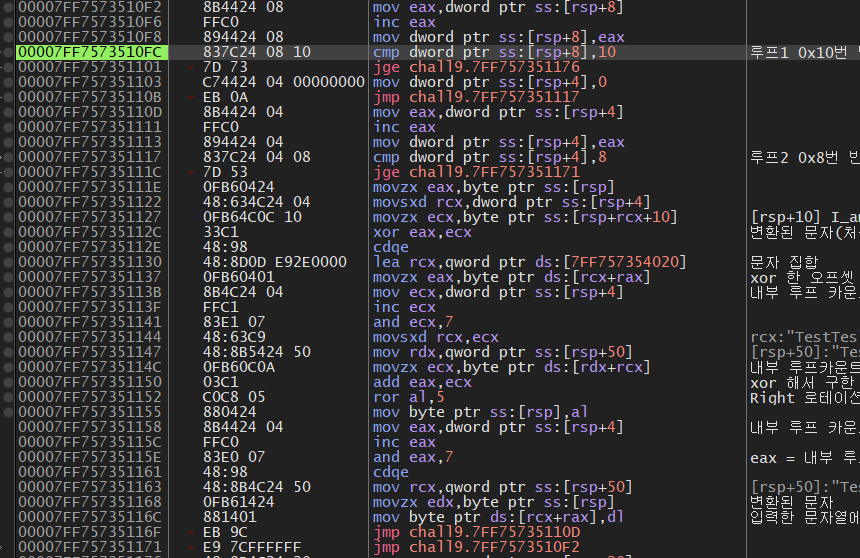 00007FF7573510F2 8B4424 08 mov eax,dword ptr ss:[rsp+8]
00007FF7573510F6 FFC0 inc eax
00007FF7573510F8 894424 08 mov dword ptr ss:[rsp+8],eax
00007FF7573510FC 837C24 08 10 cmp dword ptr ss:[rsp+8],10 루프1 0x10번
00007FF757351101 7D 73 jge chall9.7FF757351176
00007FF757351103 C74424 04 00000000 mov dword ptr ss:[rsp+4],0
00007FF75735110B EB 0A jmp chall9.7FF757351117
00007FF75735110D 8B4424 04 mov eax,dword ptr ss:[rsp+4]
00007FF757351111 FFC0 inc eax
00007FF757351113 894424 04 mov dword ptr ss:[rsp+4],eax
00007FF757351117 837C24 04 08 cmp dword ptr ss:[rsp+4],8 루프2 0x8번 반
00007FF75735111C 7D 53 jge chall9.7FF757351171
00007FF75735111E 0FB60424 movzx eax,byte ptr ss:[rsp]
00007FF757351122 48:634C24 04 movsxd rcx,dword ptr ss:[rsp+4]
00007FF757351127 0FB64C0C 10 movzx ecx,byte ptr ss:[rsp+rcx+10] [rsp+10] I_am
00007FF75735112C 33C1 xor eax,ecx 변환된 문자(처
00007FF75735112E 48:98 cdqe
00007FF757351130 48:8D0D E92E0000 lea rcx,qword ptr ds:[7FF757354020] 문자 집합
00007FF757351137 0FB60401 movzx eax,byte ptr ds:[rcx+rax] xor 한 오프셋
00007FF75735113B 8B4C24 04 mov ecx,dword ptr ss:[rsp+4] 내부 루프 카운
00007FF75735113F FFC1 inc ecx
00007FF757351141 83E1 07 and ecx,7
00007FF757351144 48:63C9 movsxd rcx,ecx rcx:"TestTes
00007FF757351147 48:8B5424 50 mov rdx,qword ptr ss:[rsp+50] [rsp+50]:"Te
00007FF75735114C 0FB60C0A movzx ecx,byte ptr ds:[rdx+rcx] 내부 루프카운트
00007FF757351150 03C1 add eax,ecx xor 해서 구한
00007FF757351152 C0C8 05 ror al,5 Right 로테이션
00007FF757351155 880424 mov byte ptr ss:[rsp],al
00007FF757351158 8B4424 04 mov eax,dword ptr ss:[rsp+4] 내부 루프 카운
00007FF75735115C FFC0 inc eax
00007FF75735115E 83E0 07 and eax,7 eax = 내부 루
00007FF757351161 48:98 cdqe
00007FF757351163 48:8B4C24 50 mov rcx,qword ptr ss:[rsp+50] [rsp+50]:"Te
00007FF757351168 0FB61424 movzx edx,byte ptr ss:[rsp] 변환된 문자
00007FF75735116C 881401 mov byte ptr ds:[rcx+rax],dl 입력한 문자열에
00007FF75735116F EB 9C jmp chall9.7FF75735110D
00007FF757351171 E9 7CFFFFFF jmp chall9.7FF7573510F2